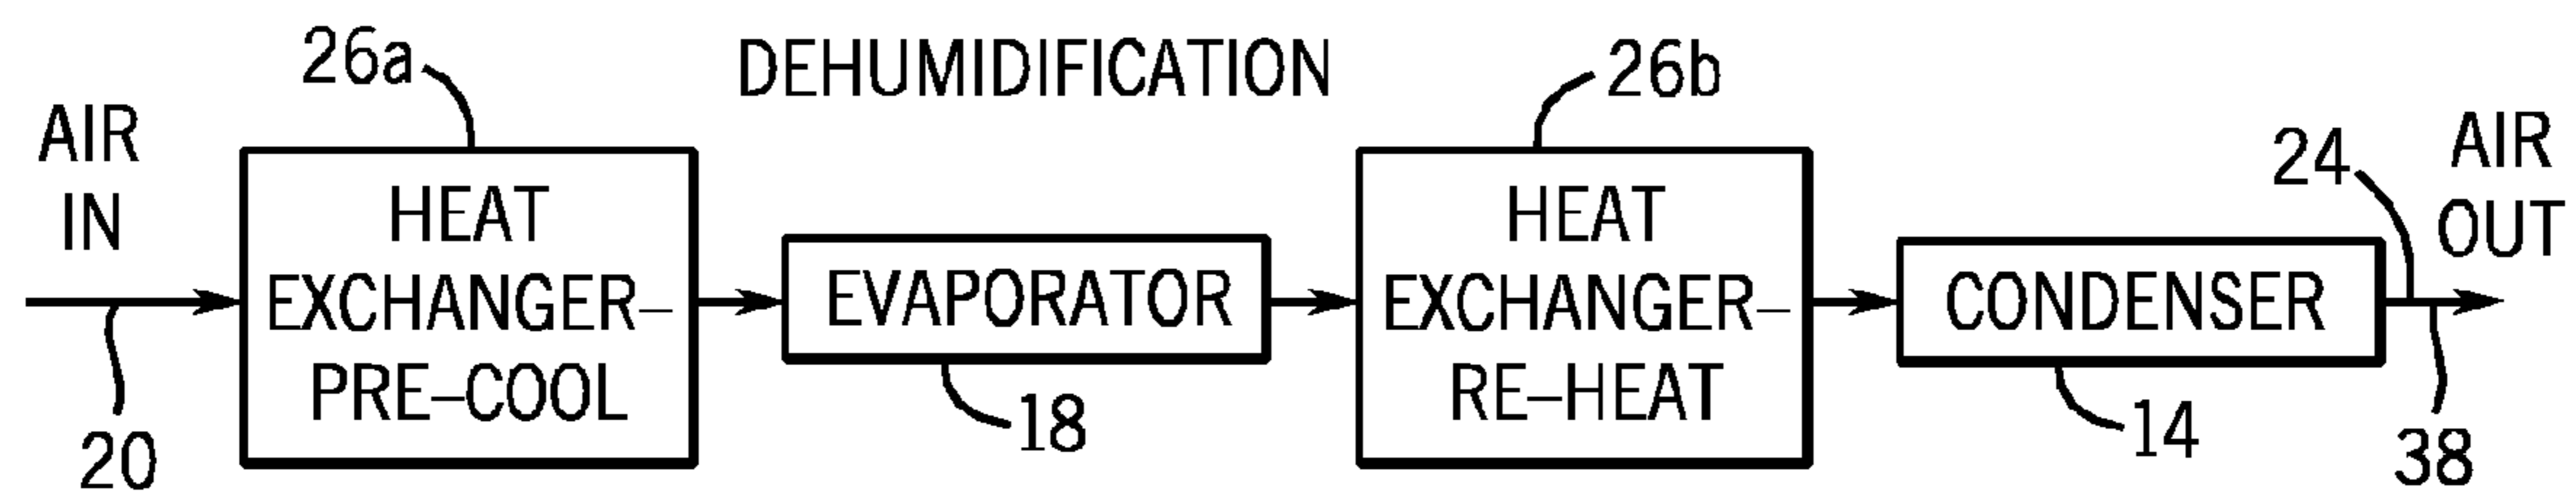 26a
DEHUMIDIFICATION
26b
AIR
IN
HEAT
EXCHANGER–
PRE–COOL
EVAPORATOR
HEAT
EXCHANGER–
RE–HEAT
CONDENSER
24
AIR
OUT
20
18
14
38